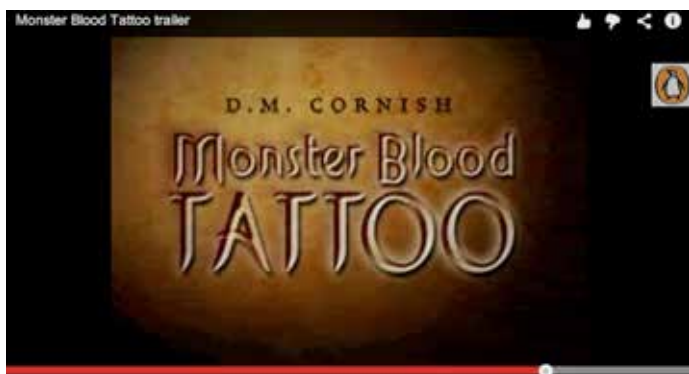 Monster Blood Tattoo trailer
D.M. CORNISH
Monster Blood
TATTOO